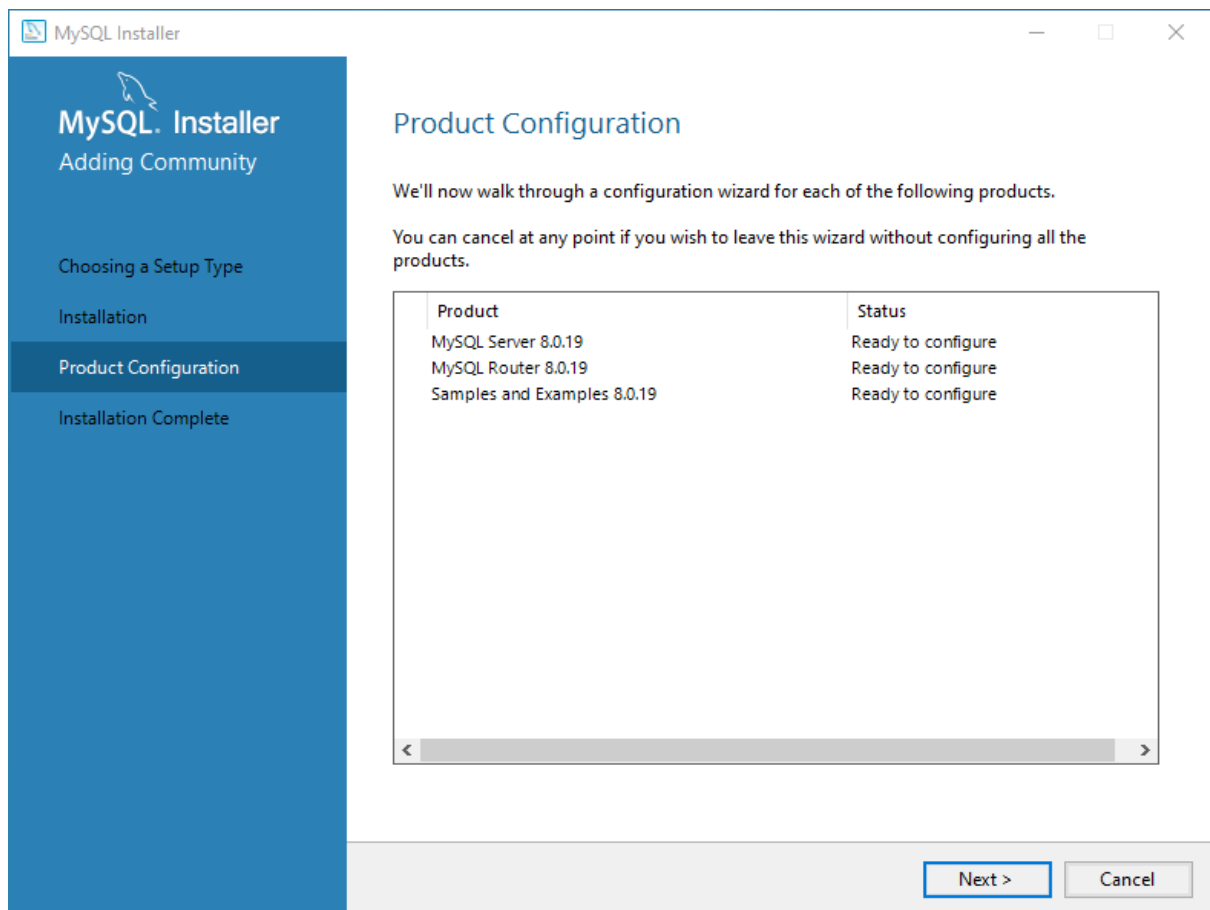 MySQL Installer
MySQL. Installer
Adding Community
Choosing a Setup Type
Installation
Product Configuration
Installation Complete
Product Configuration
We'll now walk through a configuration wizard for each of the following products.
You can cancel at any point if you wish to leave this wizard without configuring all the
products.
Product Status
MySQL Server 8.0.19 Ready to configure
MySQL Router 8.0.19 Ready to configure
Samples and Examples 8.0.19 Ready to configure
Next > Cancel